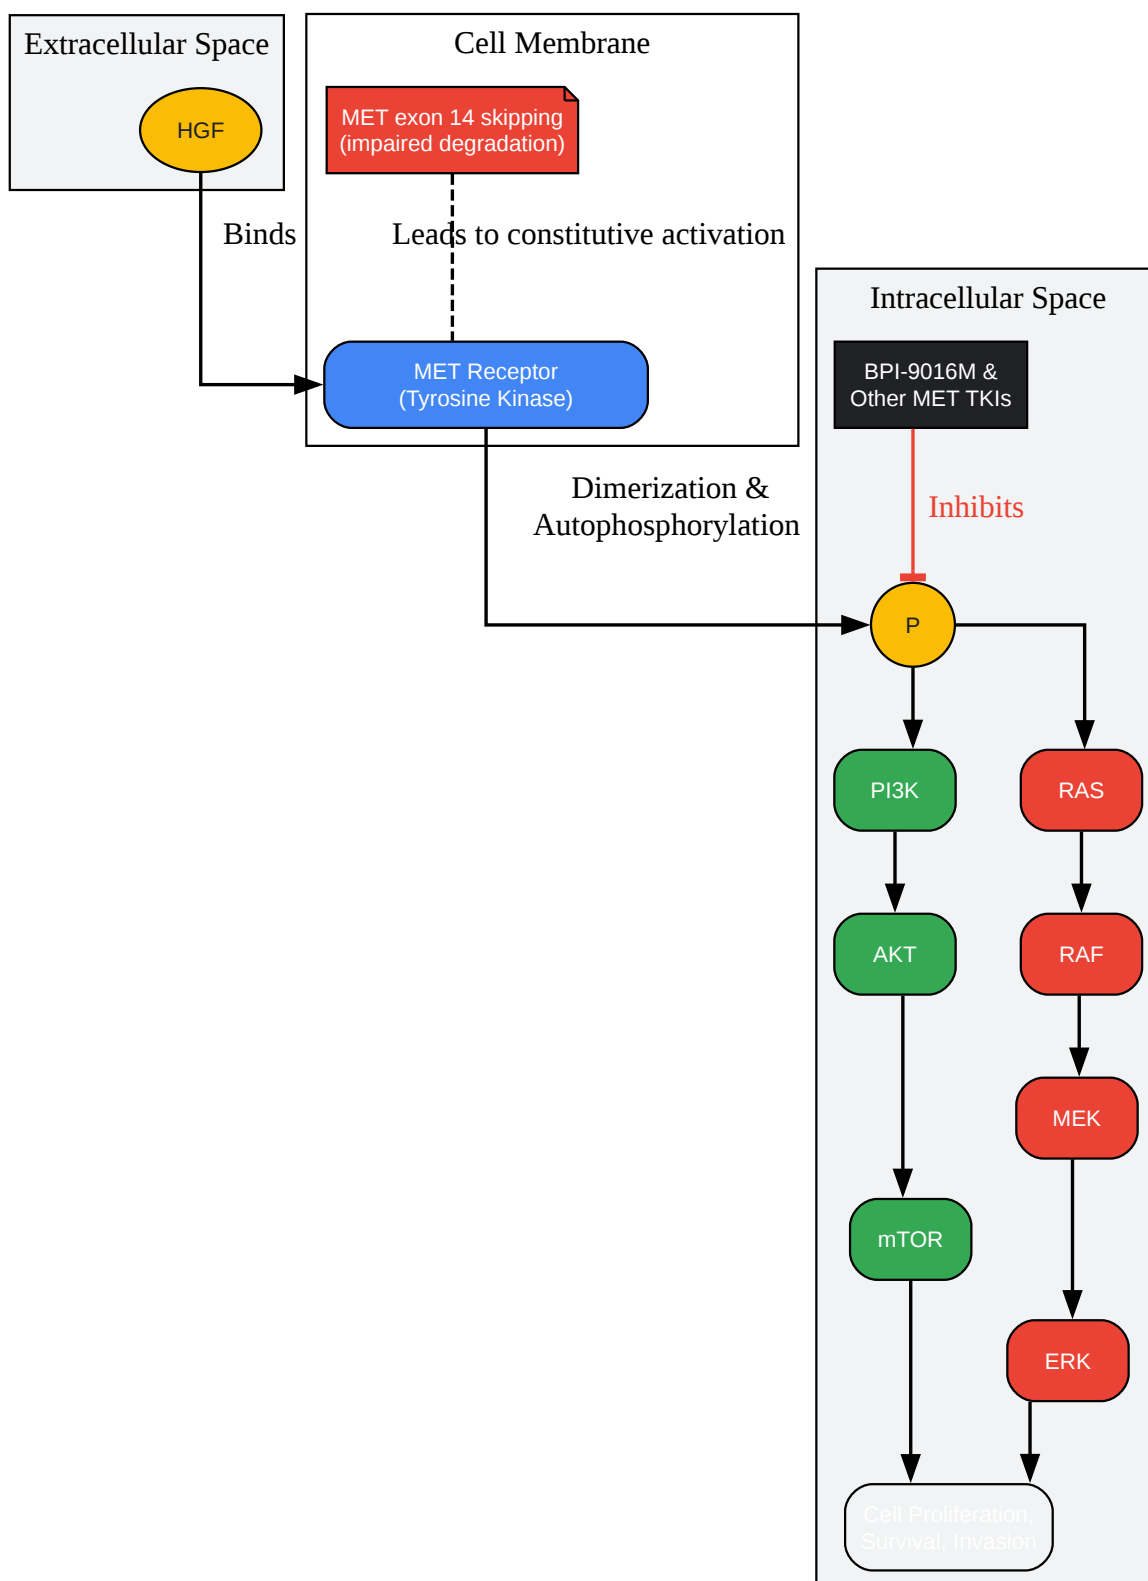 Extracellular Space
HGF
Binds
Cell Membrane
MET exon 14 skipping
(impaired degradation)
Leads to constitutive activation
MET Receptor
(Tyrosine Kinase)
Dimerization &
Autophosphorylation
Intracellular Space
BPI-9016M &
Other MET TKIs
Inhibits
P
PI3K
RAS
AKT
RAF
MEK
mTOR
ERK
Cell Proliferation,
Survival, Invasion